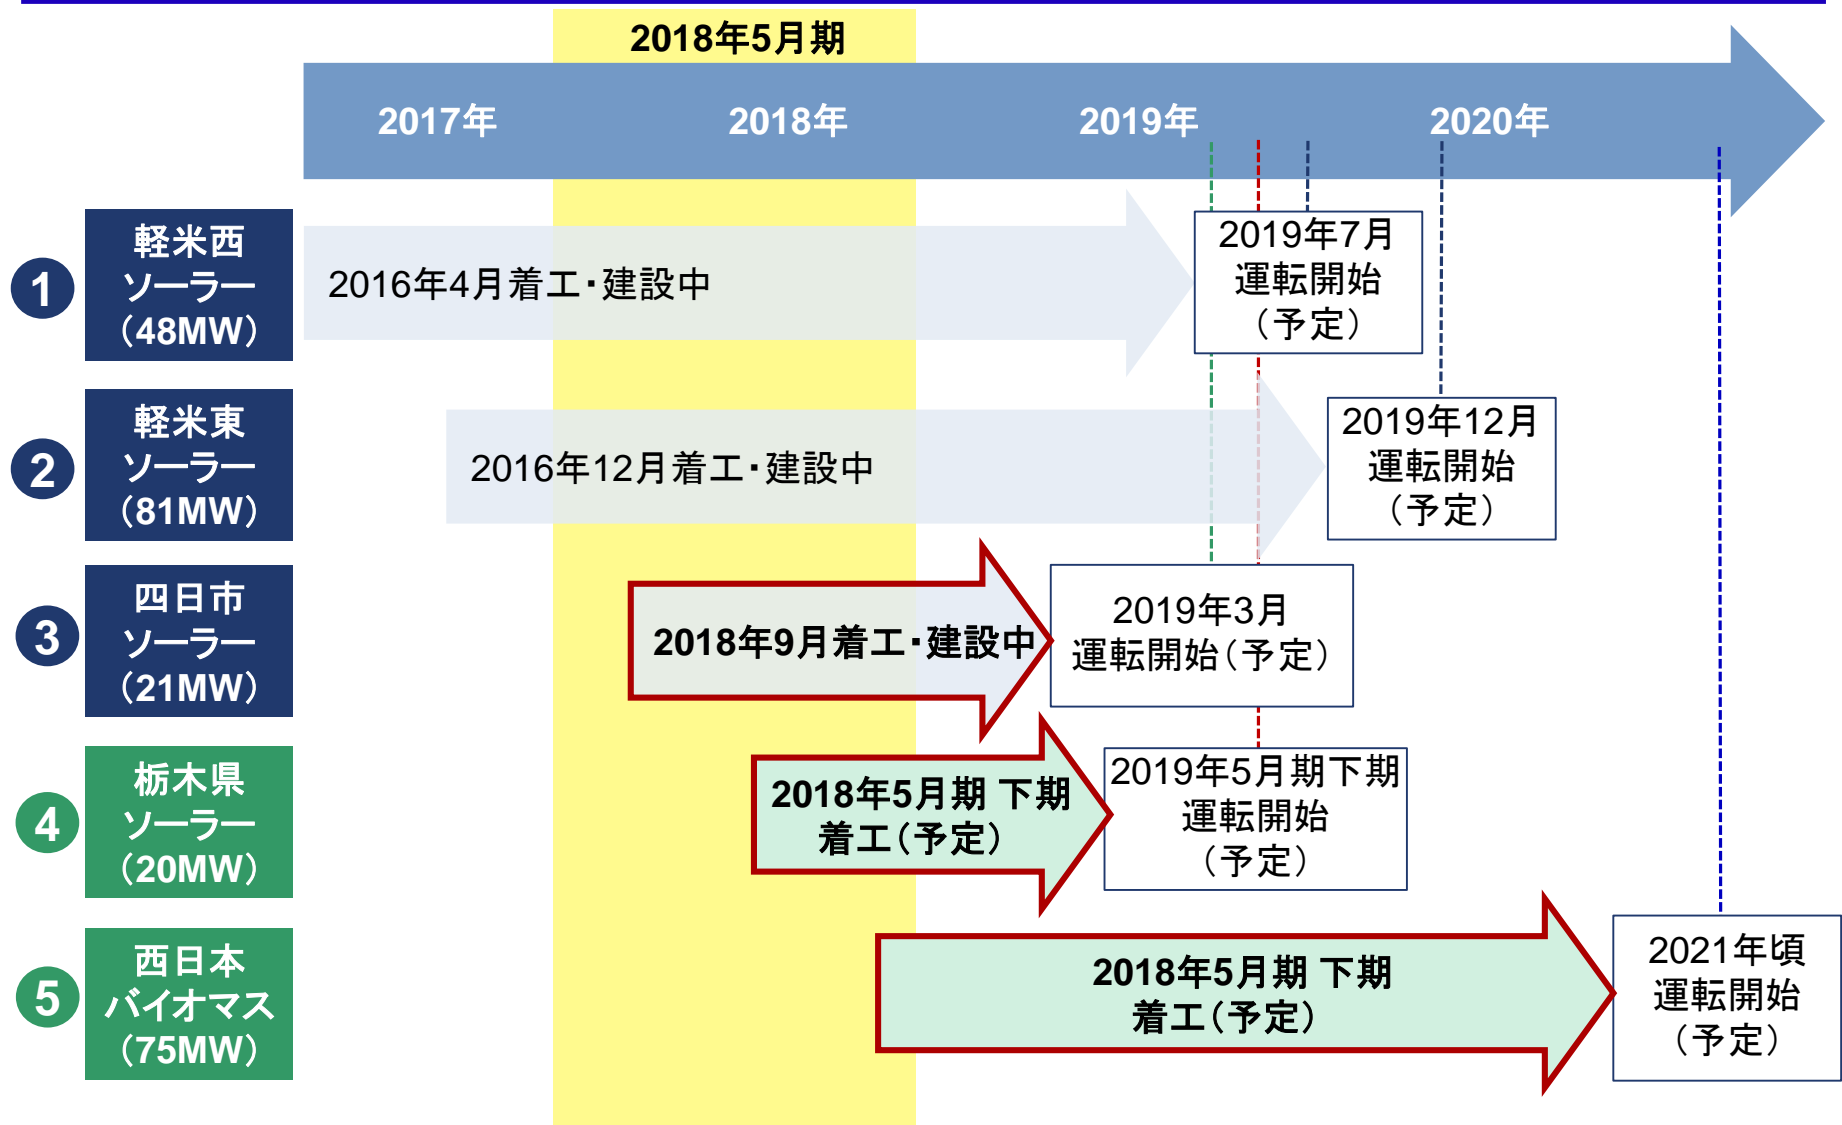 2018年5月期
2017年 2018年 2019年 2020年
1
軽米西
ソーラー
（48MW）
2016年4月着工・建設中
2019年7月
運転開始
（予定）
2
軽米東
ソーラー
（81MW）
2016年12月着工・建設中
2019年12月
運転開始
（予定）
3
四日市
ソーラー
（21MW）
2018年9月着工・建設中
2019年3月
運転開始（予定）
4
栃木県
ソーラー
（20MW）
2018年5月期 下期
着工（予定）
2019年5月期下期
運転開始
（予定）
5
西日本
バイオマス
（75MW）
2018年5月期 下期
着工（予定）
2021年頃
運転開始
（予定）